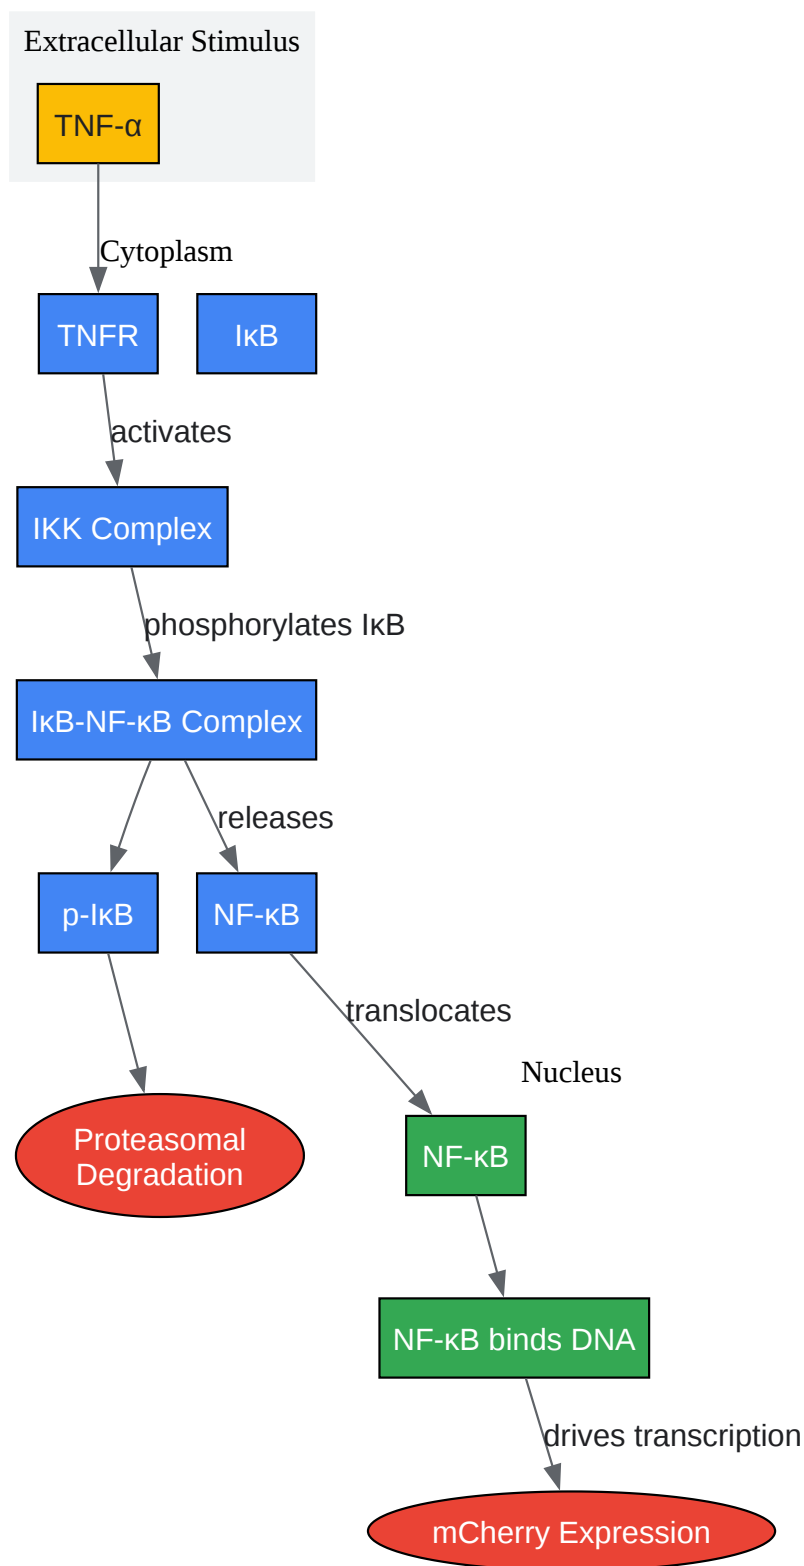 Extracellular Stimulus
TNF-α
Cytoplasm
TNFR
IκB
activates
IKK Complex
phosphorylates IκB
IκB-NF-κB Complex
releases
p-IκB
NF-κB
translocates
Nucleus
Proteasomal
Degradation
NF-κB
NF-κB binds DNA
drives transcription
mCherry Expression